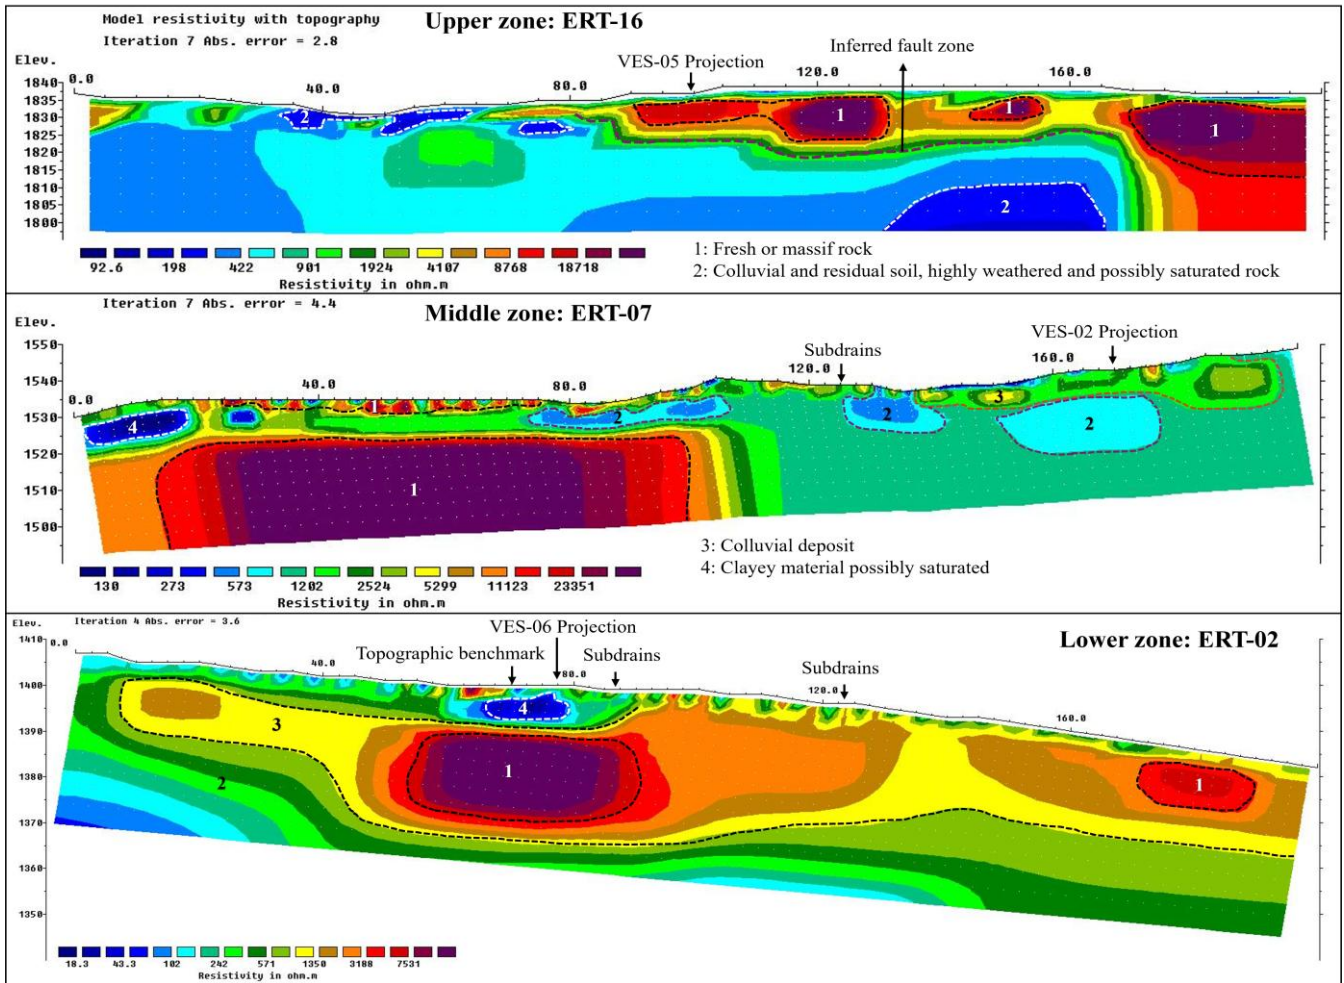 Model resistivity with topography
Upper zone: ERT-16
Iteration 7 Abs. error = 2.8
Inferred fault zone
VES-05 Projection
Elev.
0.0
40.0
80.0
120.0
160.0
1840
1835
1830
1825
1820
1815
1810
1805
1800
2
1
1
1
2
92.6 198 422 901 1924 4107 8768 18718
Resistivity in ohm.m
1: Fresh or massif rock
2: Colluvial and residual soil, highly weathered and possibly saturated rock
Iteration 7 Abs. error = 4.4
Middle zone: ERT-07
Elev.
VES-02 Projection
Subdrains
0.0
40.0
80.0
120.0
160.0
1550
1540
1530
1520
1510
1500
4
1
2
2
3
2
1
3: Colluvial deposit
4: Clayey material possibly saturated
130 273 573 1202 2524 5299 11123 23351
Resistivity in ohm.m
Elev.
Iteration 4 Abs. error = 3.6
VES-06 Projection
Lower zone: ERT-02
Topographic benchmark
Subdrains
Subdrains
0.0
40.0
80.0
120.0
160.0
1410
1400
1390
1380
1370
1360
1350
4
3
2
1
1
18.3 43.3 102 242 571 1350 3188 7531
Resistivity in ohm.m